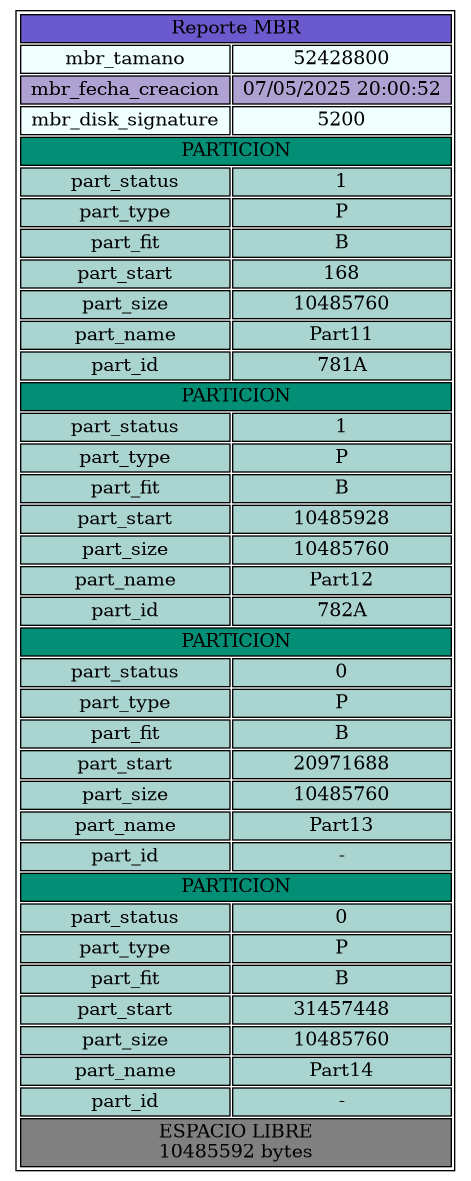 Reporte MBR
mbr_tamano 52428800
mbr_fecha_creacion 07/05/2025 20:00:52
mbr_disk_signature 5200
PARTICION
part_status 1
part_type P
part_fit B
part_start 168
part_size 10485760
part_name Part11
part_id 781A
PARTICION
part_status 1
part_type P
part_fit B
part_start 10485928
part_size 10485760
part_name Part12
part_id 782A
PARTICION
part_status 0
part_type P
part_fit B
part_start 20971688
part_size 10485760
part_name Part13
part_id -
PARTICION
part_status 0
part_type P
part_fit B
part_start 31457448
part_size 10485760
part_name Part14
part_id -
ESPACIO LIBRE
10485592 bytes